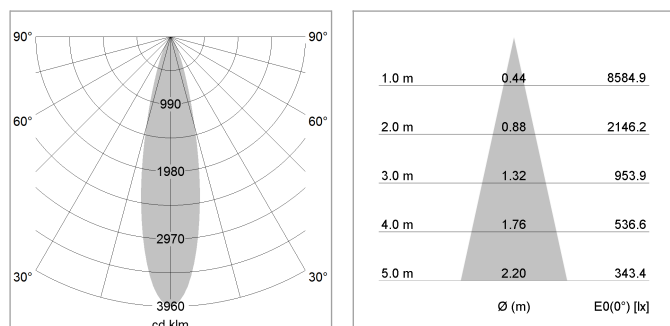 90° 90°
990
60° 60°
1980
2970
30° 30°
3960
cd klm
1.0 m 0.44 8584.9
2.0 m 0.88 2146.2
3.0 m 1.32 953.9
4.0 m 1.76 536.6
5.0 m 2.20 343.4
Ø (m) E0(0°) [lx]